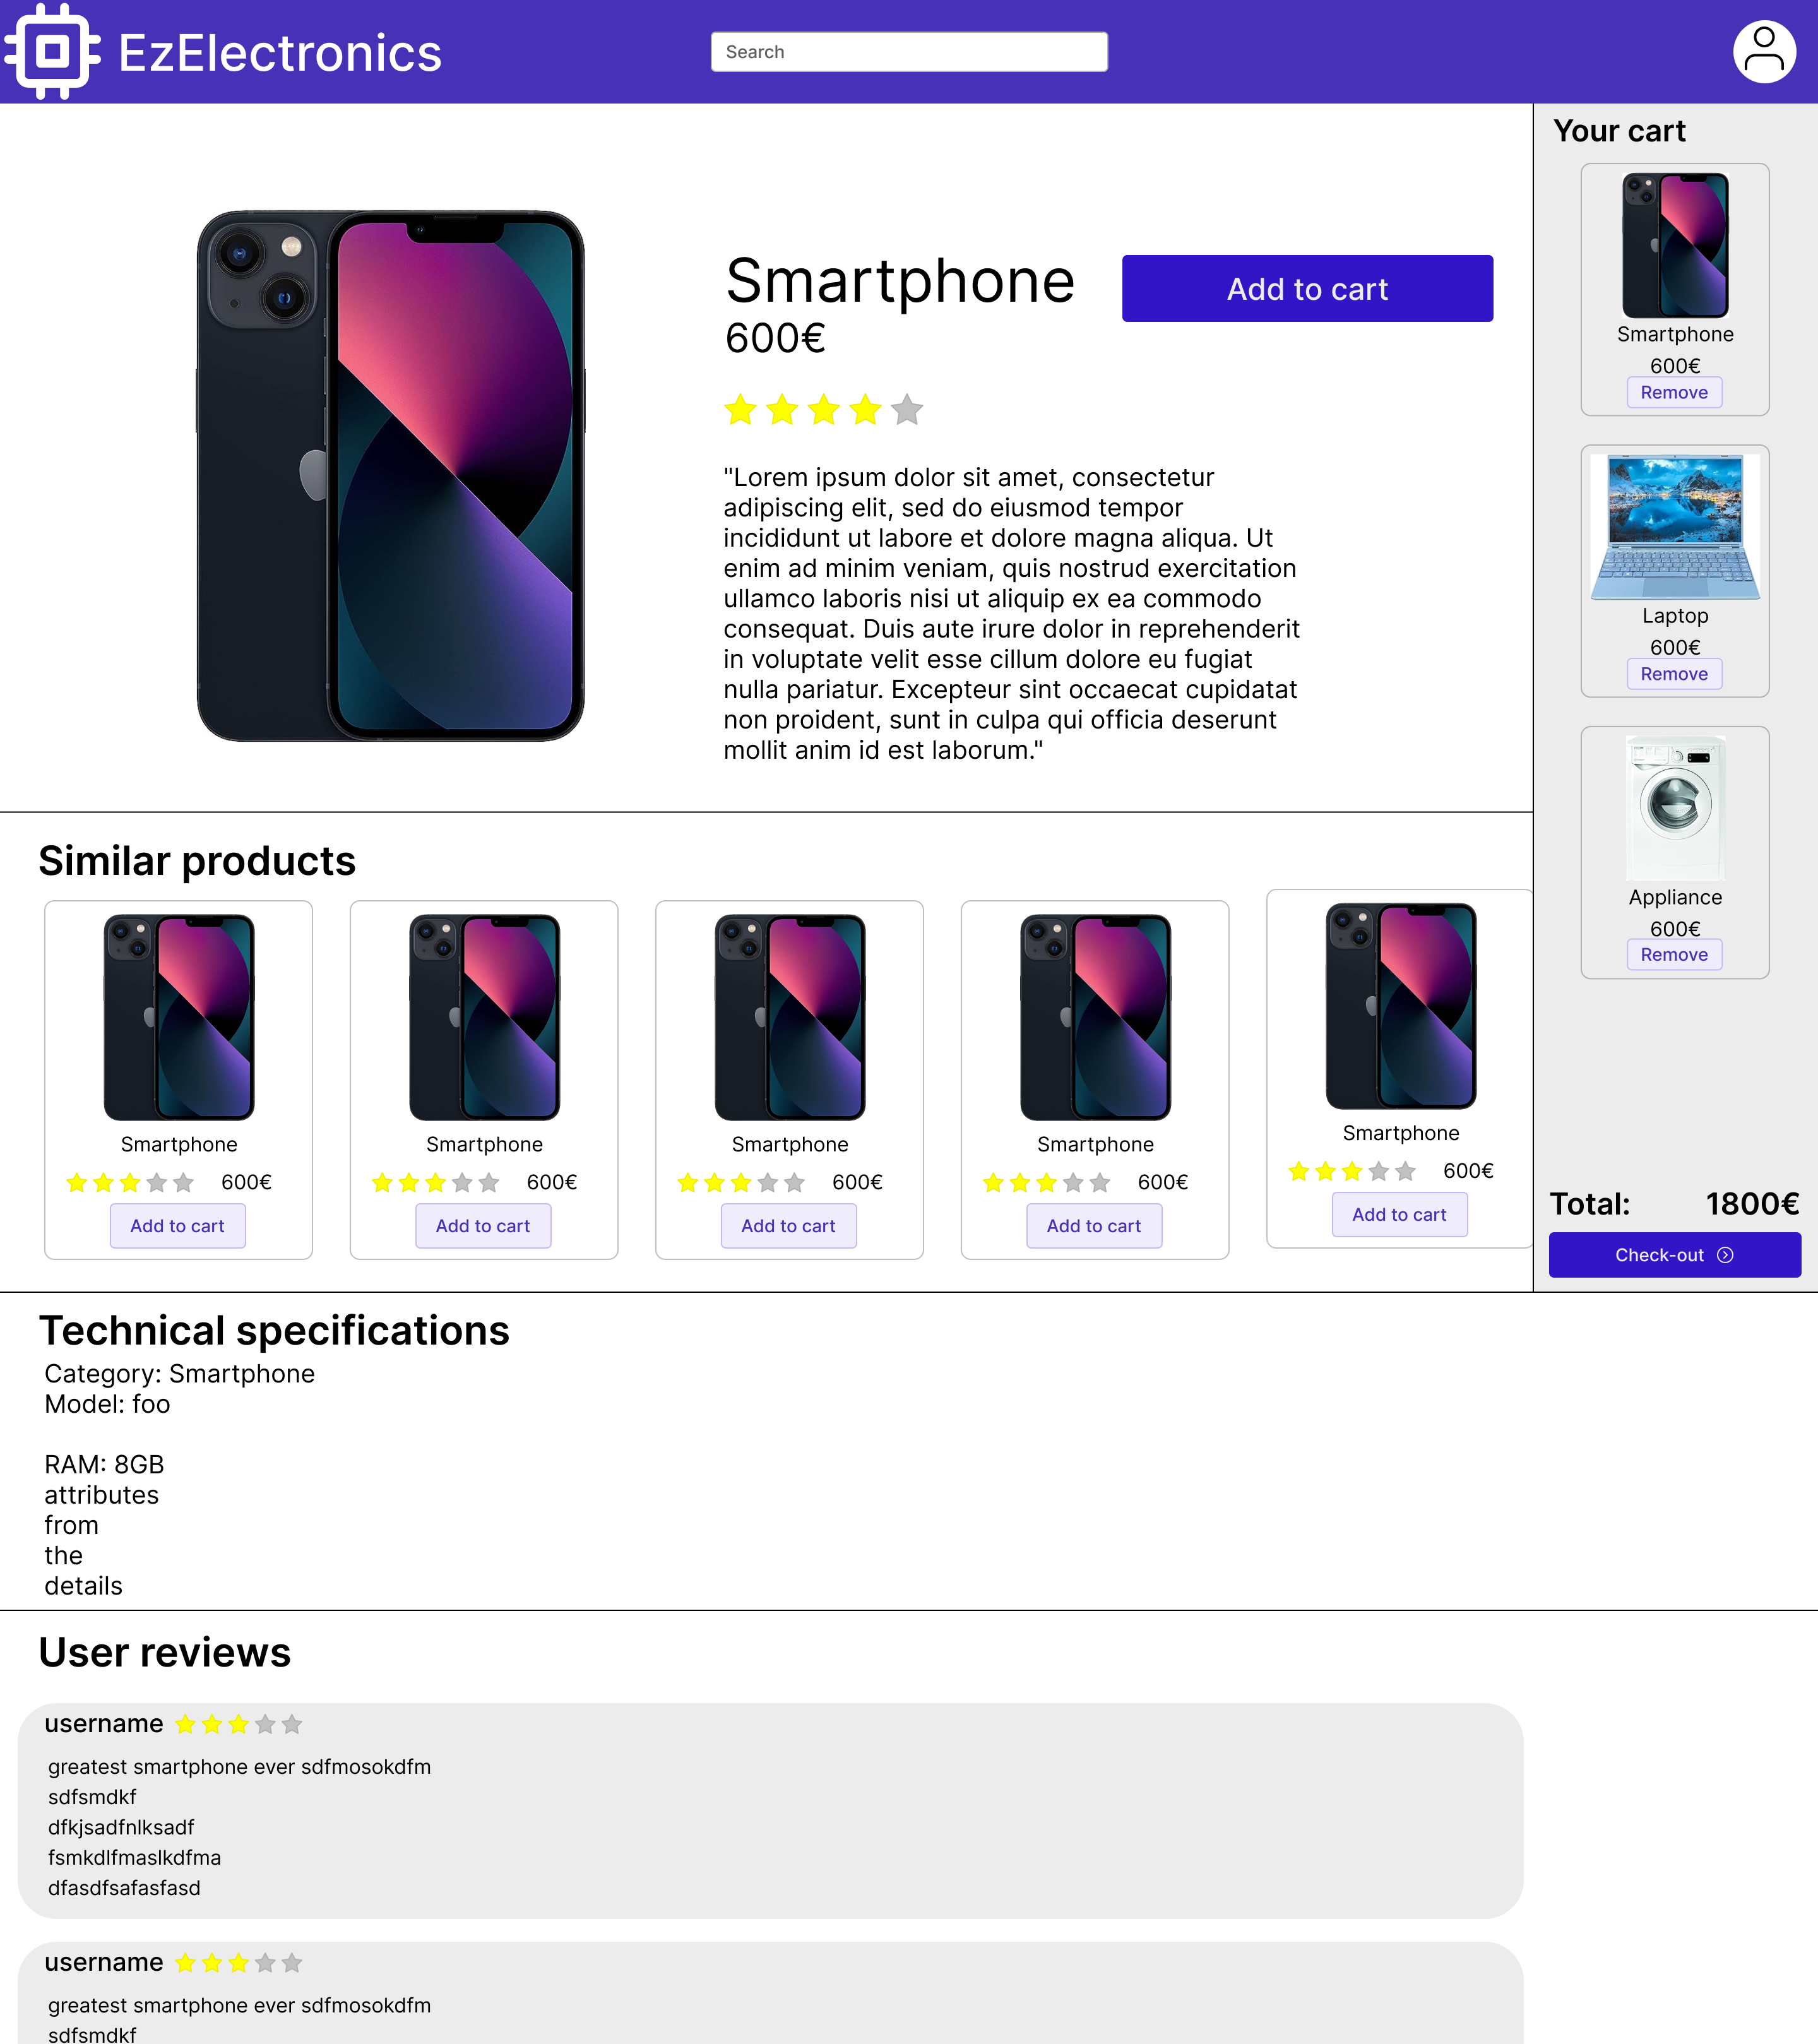 EzElectronics
Search
Smartphone
Add to cart
600€
"Lorem ipsum dolor sit amet, consectetur
adipiscing elit, sed do eiusmod tempor
incididunt ut labore et dolore magna aliqua. Ut
enim ad minim veniam, quis nostrud exercitation
ullamco laboris nisi ut aliquip ex ea commodo
consequat. Duis aute irure dolor in reprehenderit
in voluptate velit esse cillum dolore eu fugiat
nulla pariatur. Excepteur sint occaecat cupidatat
non proident, sunt in culpa qui officia deserunt
mollit anim id est laborum."
Your cart
Smartphone
600€
Remove
Laptop
600€
Remove
Appliance
600€
Remove
Total: 1800€
Check-out
Similar products
Smartphone
600€
Add to cart
Smartphone
600€
Add to cart
Smartphone
600€
Add to cart
Smartphone
600€
Add to cart
Smartphone
600€
Add to cart
Technical specifications
Category: Smartphone
Model: foo
RAM: 8GB
attributes
from
the
details
User reviews
username
greatest smartphone ever sdfmosokdfm
sdfsmdkf
dfkjsadfnlksadf
fsmkdlfmaslkdfma
dfasdfsafasfasd
username
greatest smartphone ever sdfmosokdfm
sdfsmdkf